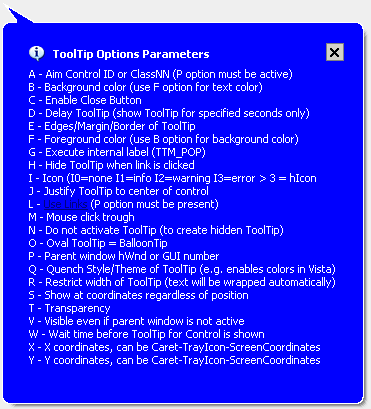 ToolTip Options Parameters
A - Aim Control ID or ClassNN (P option must be active)
B - Background color (use F option for text color)
C - Enable Close Button
D - Delay ToolTip (show ToolTip for specified seconds only)
E - Edges/Margin/Border of ToolTip
F - Foreground color (use B option for background color)
G - Execute internal label (TTM_POP)
H - Hide ToolTip when link is clicked
I - Icon (I0=none I1=info I2=warning I3=error > 3 = hIcon
J - Justify ToolTip to center of control
L - Use Links (P option must be present)
M - Mouse click trough
N - Do not activate ToolTip (to create hidden ToolTip)
O - Oval ToolTip = BalloonTip
P - Parent window hWnd or GUI number
Q - Quench Style/Theme of ToolTip (e.g. enables colors in Vista)
R - Restrict width of ToolTip (text will be wrapped automatically)
S - Show at coordinates regardless of position
T - Transparency
V - Visible even if parent window is not active
W - Wait time before ToolTip for Control is shown
X - X coordinates, can be Caret-TrayIcon-ScreenCoordinates
Y - Y coordinates, can be Caret-TrayIcon-ScreenCoordinates